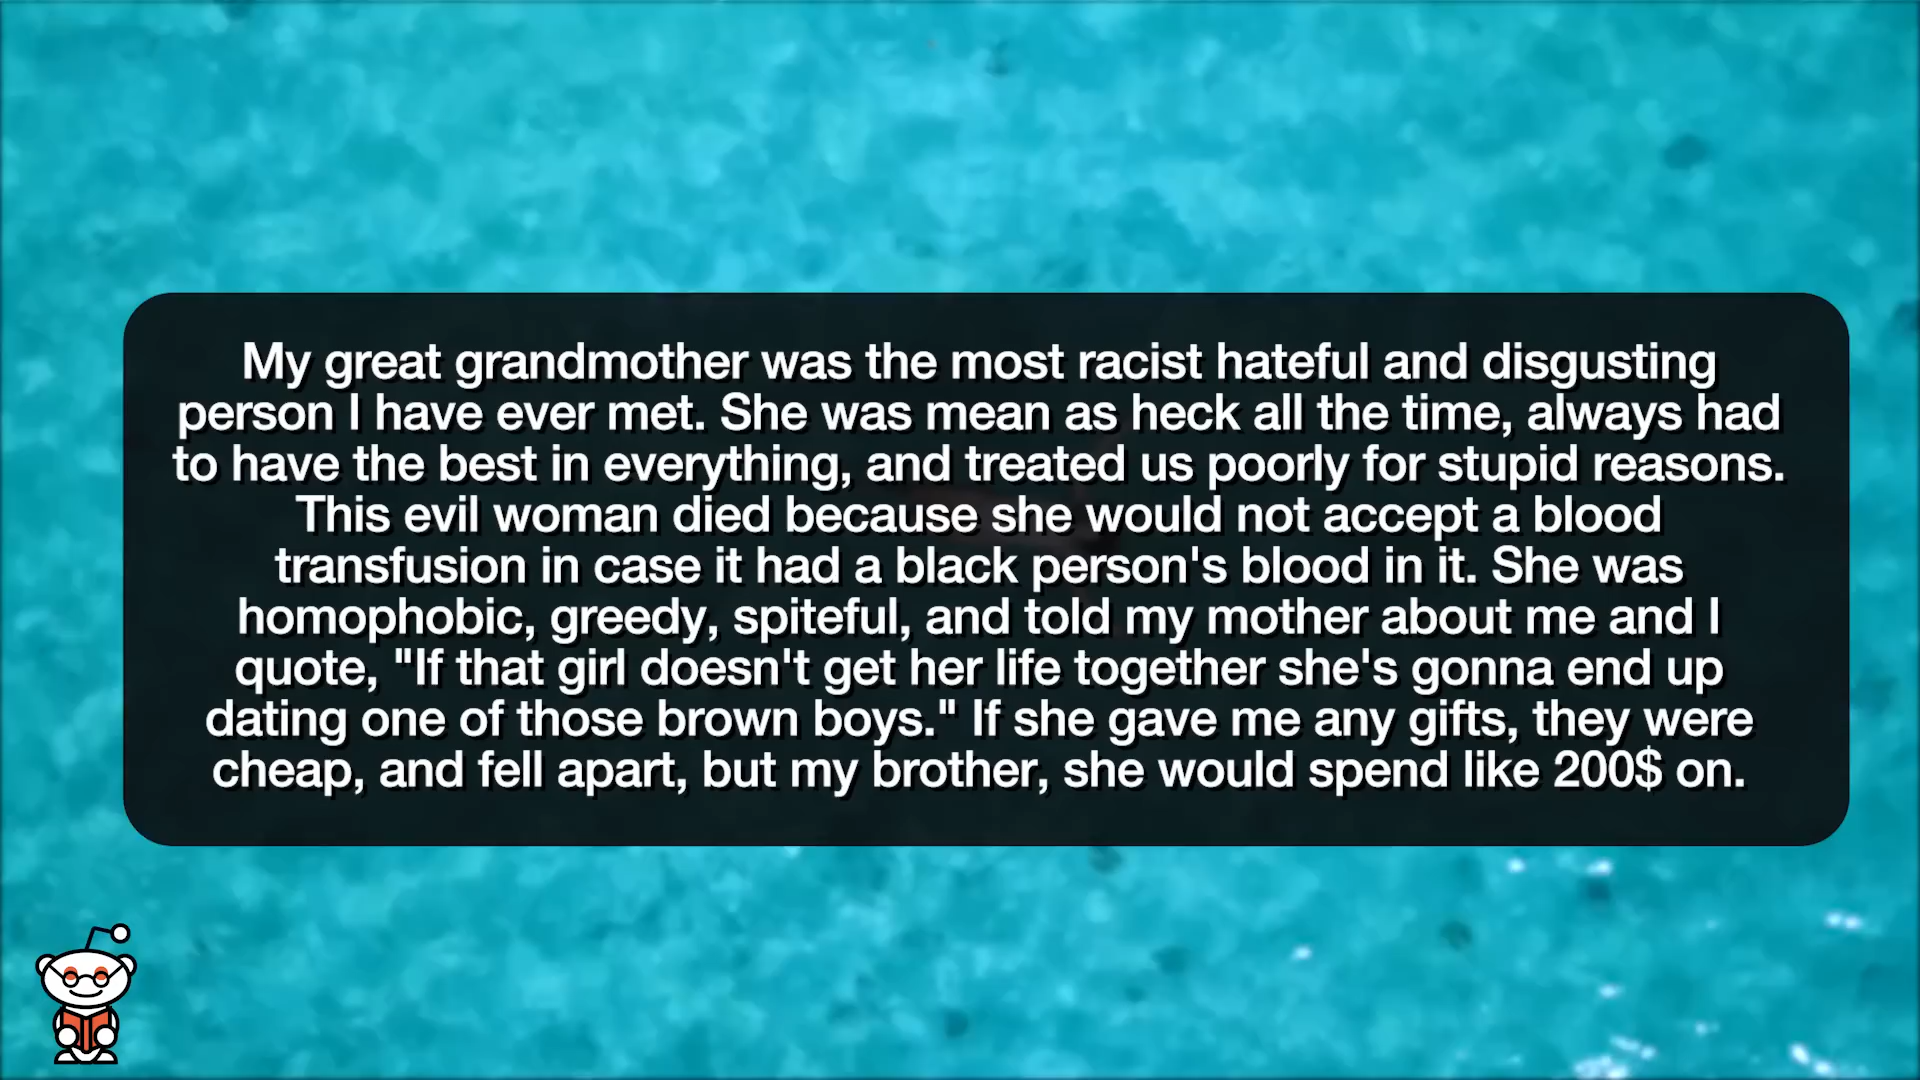 My great grandmother was the most racist hateful and disgusting
person I have ever met. She was mean as heck all the time, always had
to have the best in everything, and treated us poorly for stupid reasons.
This evil woman died because she would not accept a blood
transfusion in case it had a black person's blood in it. She was
homophobic, greedy, spiteful, and told my mother about me and I
quote, "If that girl doesn't get her life together she's gonna end up
dating one of those brown boys." If she gave me any gifts, they were
cheap, and fell apart, but my brother, she would spend like 200$ on.